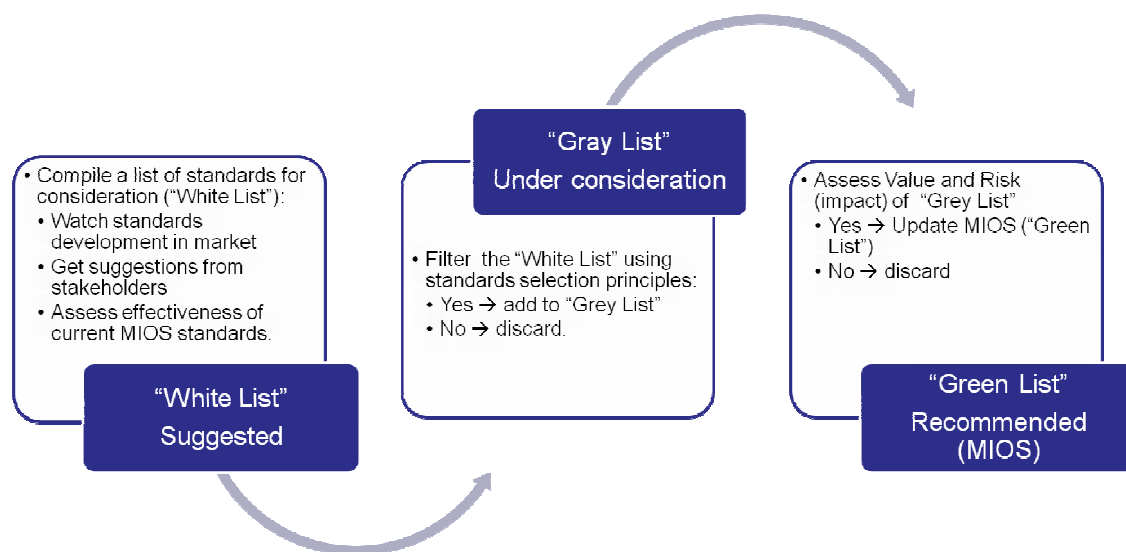 • Compile a list of standards for
consideration (“White List”):
• Watch standards
development in market
• Get suggestions from
stakeholders
• Assess effectiveness of
current MIOS standards.
“White List”
Suggested
“Gray List”
Under consideration
• Filter the “White List” using
standards selection principles:
• Yes → add to “Grey List”
• No → discard.
• Assess Value and Risk
(impact) of “Grey List”
• Yes → Update MIOS (“Green
List”)
• No → discard
“Green List”
Recommended
(MIOS)